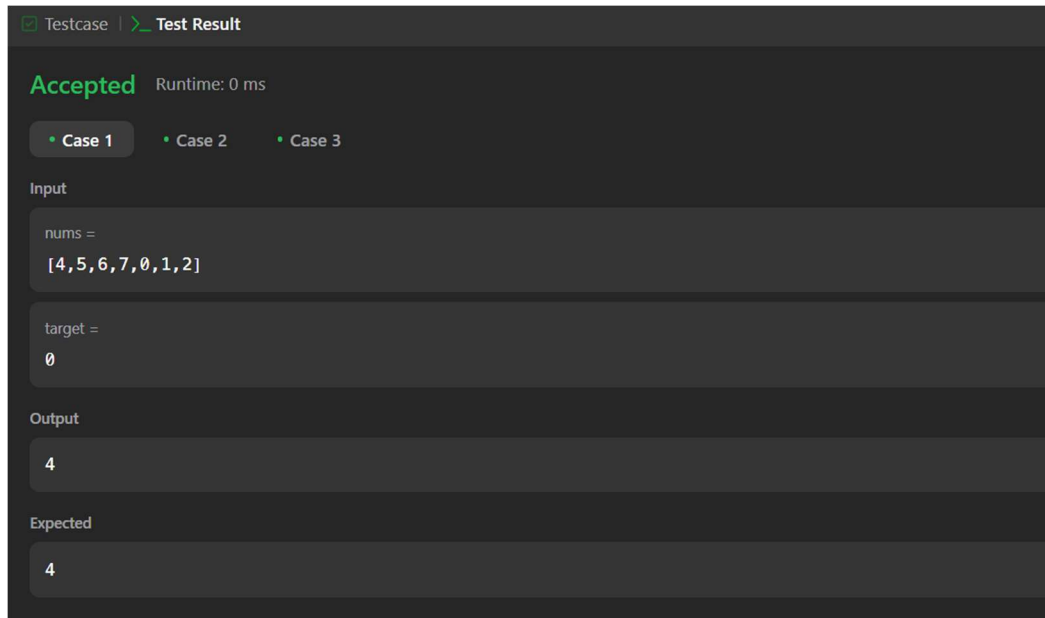 Testcase | >_ Test Result
Accepted Runtime: 0 ms
• Case 1 • Case 2 • Case 3
Input
nums =
[4,5,6,7,0,1,2]
target =
0
Output
4
Expected
4